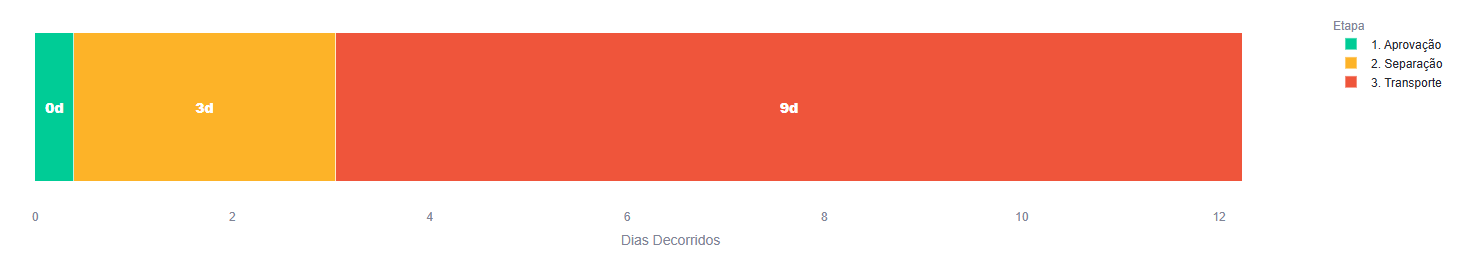 Etapa
1. Aprovação
2. Separação
3. Transporte
0d 3d 9d
0 2 4 6 8 10 12
Dias Decorridos